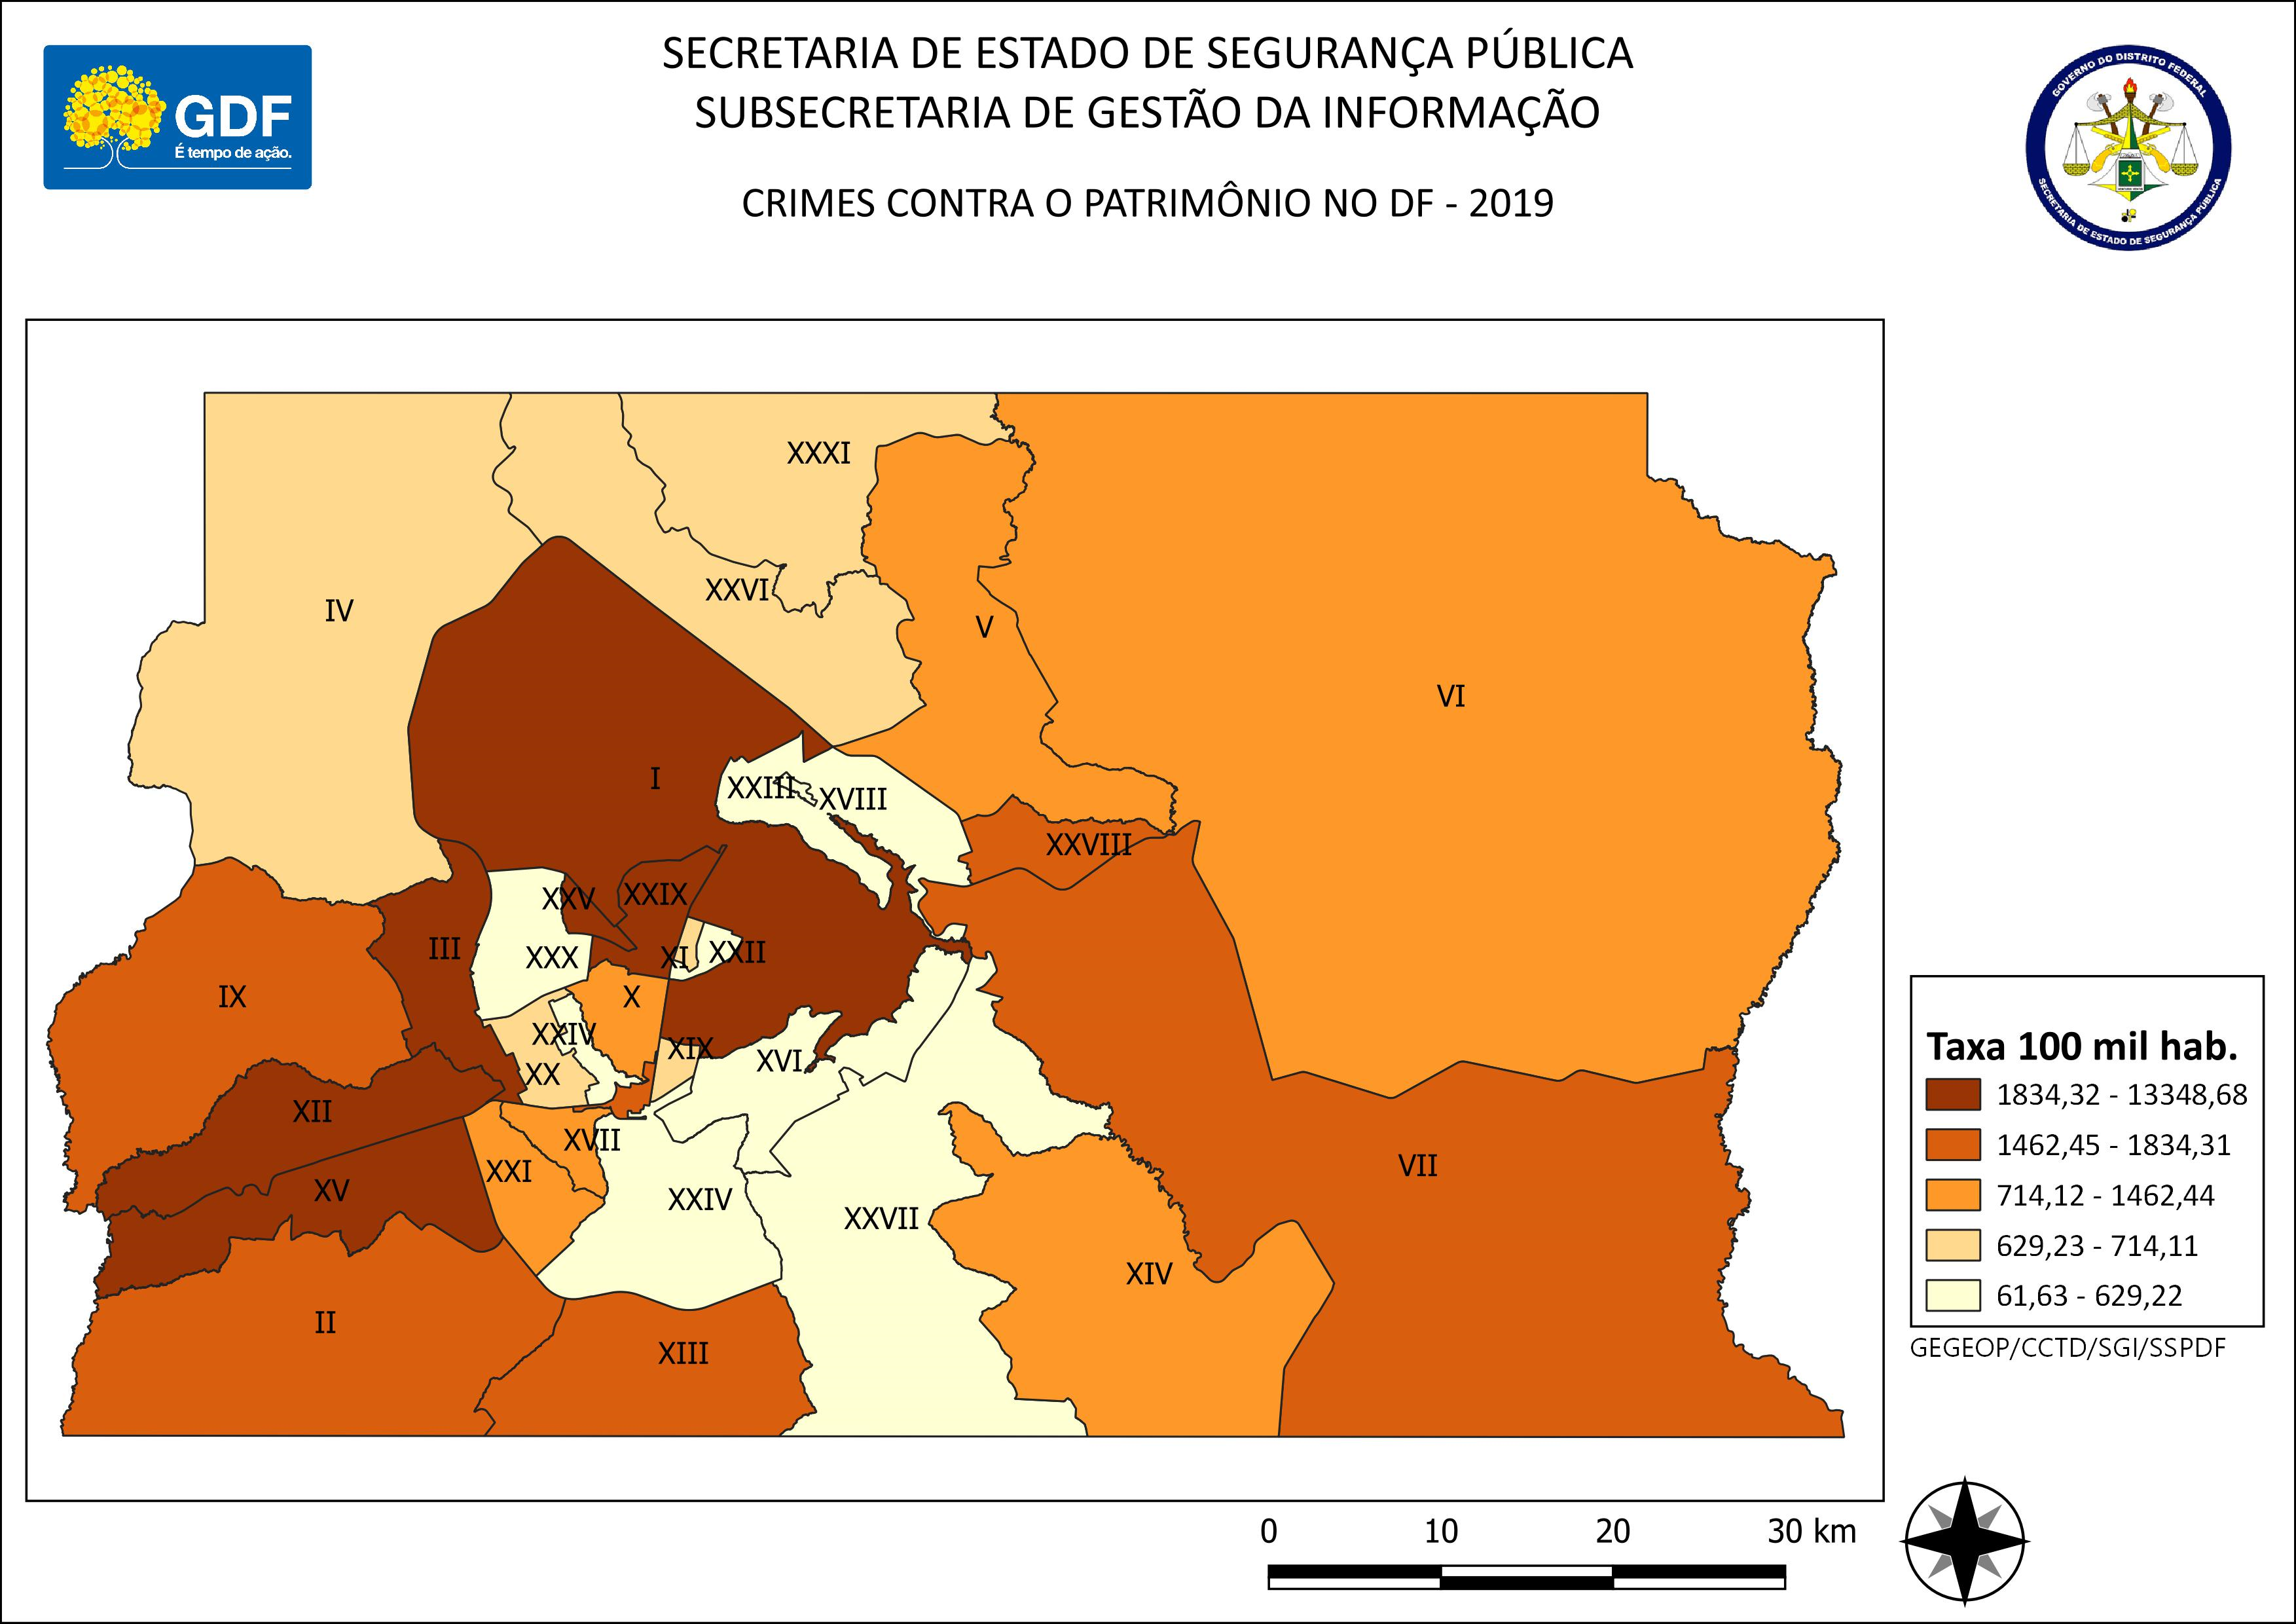 SECRETARIA DE ESTADO DE SEGURANÇA PÚBLICA
SUBSECRETARIA DE GESTÃO DA INFORMAÇÃO
CRIMES CONTRA O PATRIMÔNIO NO DF - 2019
GDF
É tempo de ação.
GOVERNO DO DISTRITO FEDERAL
SECRETARIA DE ESTADO DE SEGURANÇA PÚBLICA
XXXI
IV
XXVI
V
VI
I
XXIII
XVIII
XXVIII
XXV
XXIX
III
XXX
XI
XXII
IX
X
XXIV
XIX
XVI
XX
XII
XVII
XXI
VII
XV
XXIV
XXVII
XIV
II
XIII
Taxa 100 mil hab.
1834,32 - 13348,68
1462,45 - 1834,31
714,12 - 1462,44
629,23 - 714,11
61,63 - 629,22
GEGEOP/CCTD/SGI/SSPDF
0 10 20 30 km